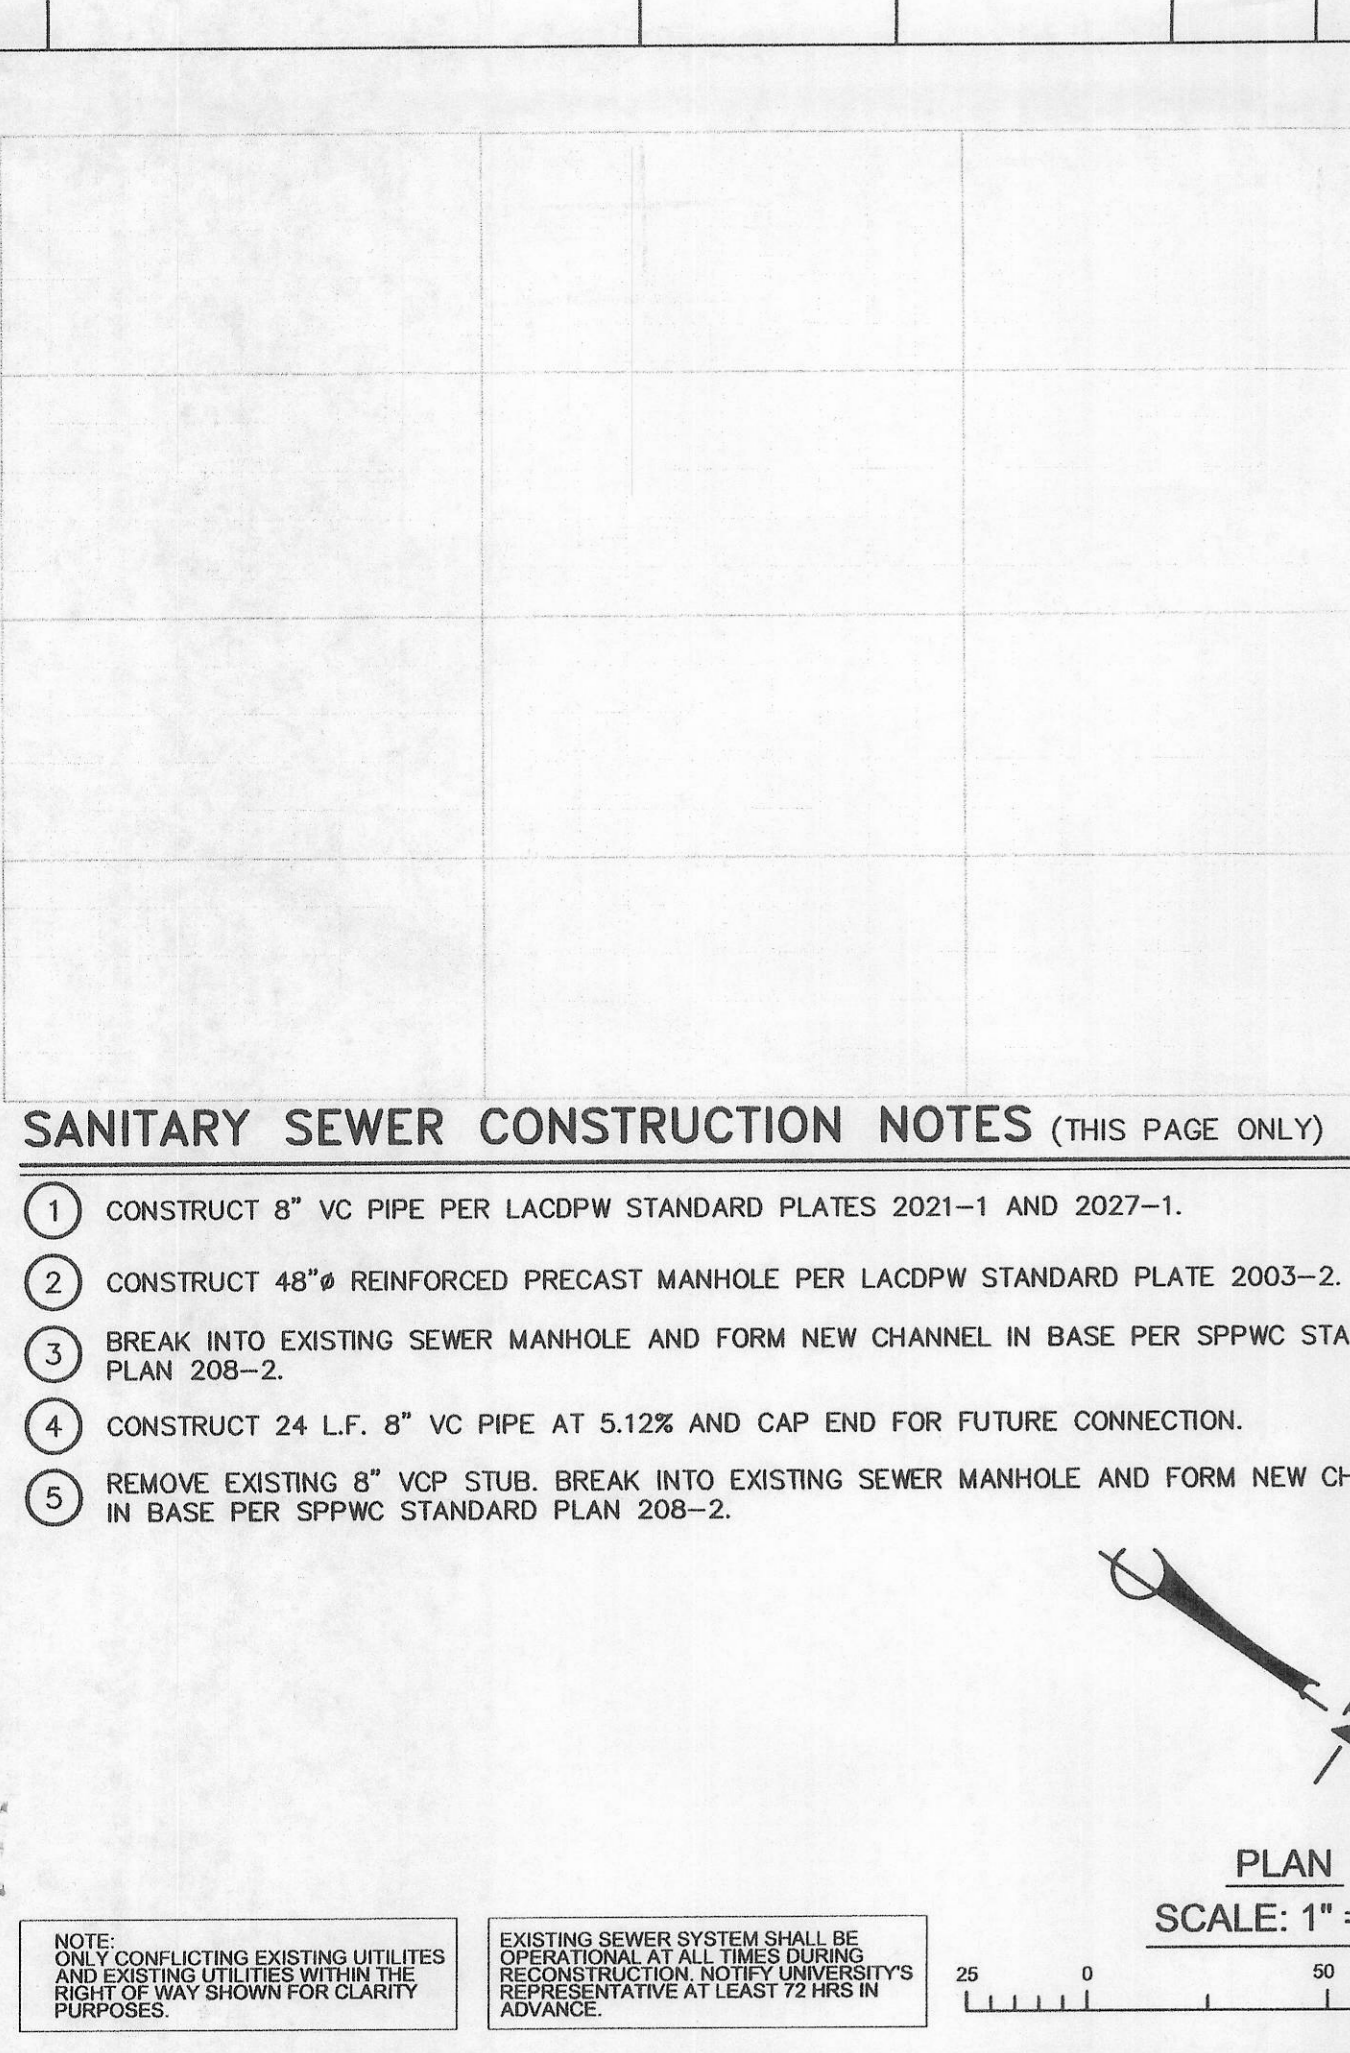 SANITARY SEWER CONSTRUCTION NOTES (THIS PAGE ONLY)
1 CONSTRUCT 8" VC PIPE PER LACDPW STANDARD PLATES 2021-1 AND 2027-1.
2 CONSTRUCT 48"ø REINFORCED PRECAST MANHOLE PER LACDPW STANDARD PLATE 2003-2.
3 BREAK INTO EXISTING SEWER MANHOLE AND FORM NEW CHANNEL IN BASE PER SPPWC STA
PLAN 208-2.
4 CONSTRUCT 24 L.F. 8" VC PIPE AT 5.12% AND CAP END FOR FUTURE CONNECTION.
5 REMOVE EXISTING 8" VCP STUB. BREAK INTO EXISTING SEWER MANHOLE AND FORM NEW CH
IN BASE PER SPPWC STANDARD PLAN 208-2.
PLAN
SCALE: 1" =
25 0 50
NOTE:
ONLY CONFLICTING EXISTING UITILITES
AND EXISTING UTILITIES WITHIN THE
RIGHT OF WAY SHOWN FOR CLARITY
PURPOSES.
EXISTING SEWER SYSTEM SHALL BE
OPERATIONAL AT ALL TIMES DURING
RECONSTRUCTION. NOTIFY UNIVERSITY'S
REPRESENTATIVE AT LEAST 72 HRS IN
ADVANCE.